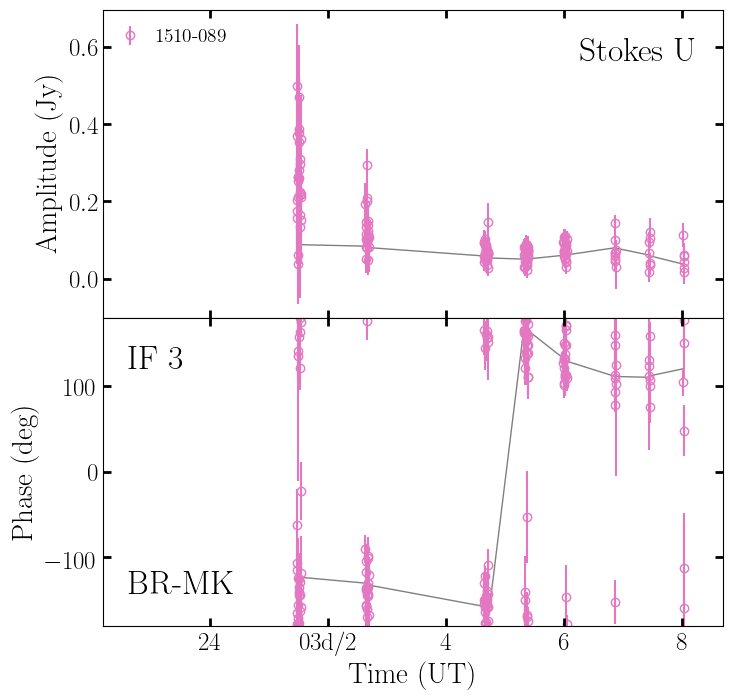 1510-089
Stokes U
0.6
0.4
0.2
0.0
Amplitude (Jy)
IF 3
100
0
−100
Phase (deg)
BR-MK
24 03d/2 4 6 8
Time (UT)